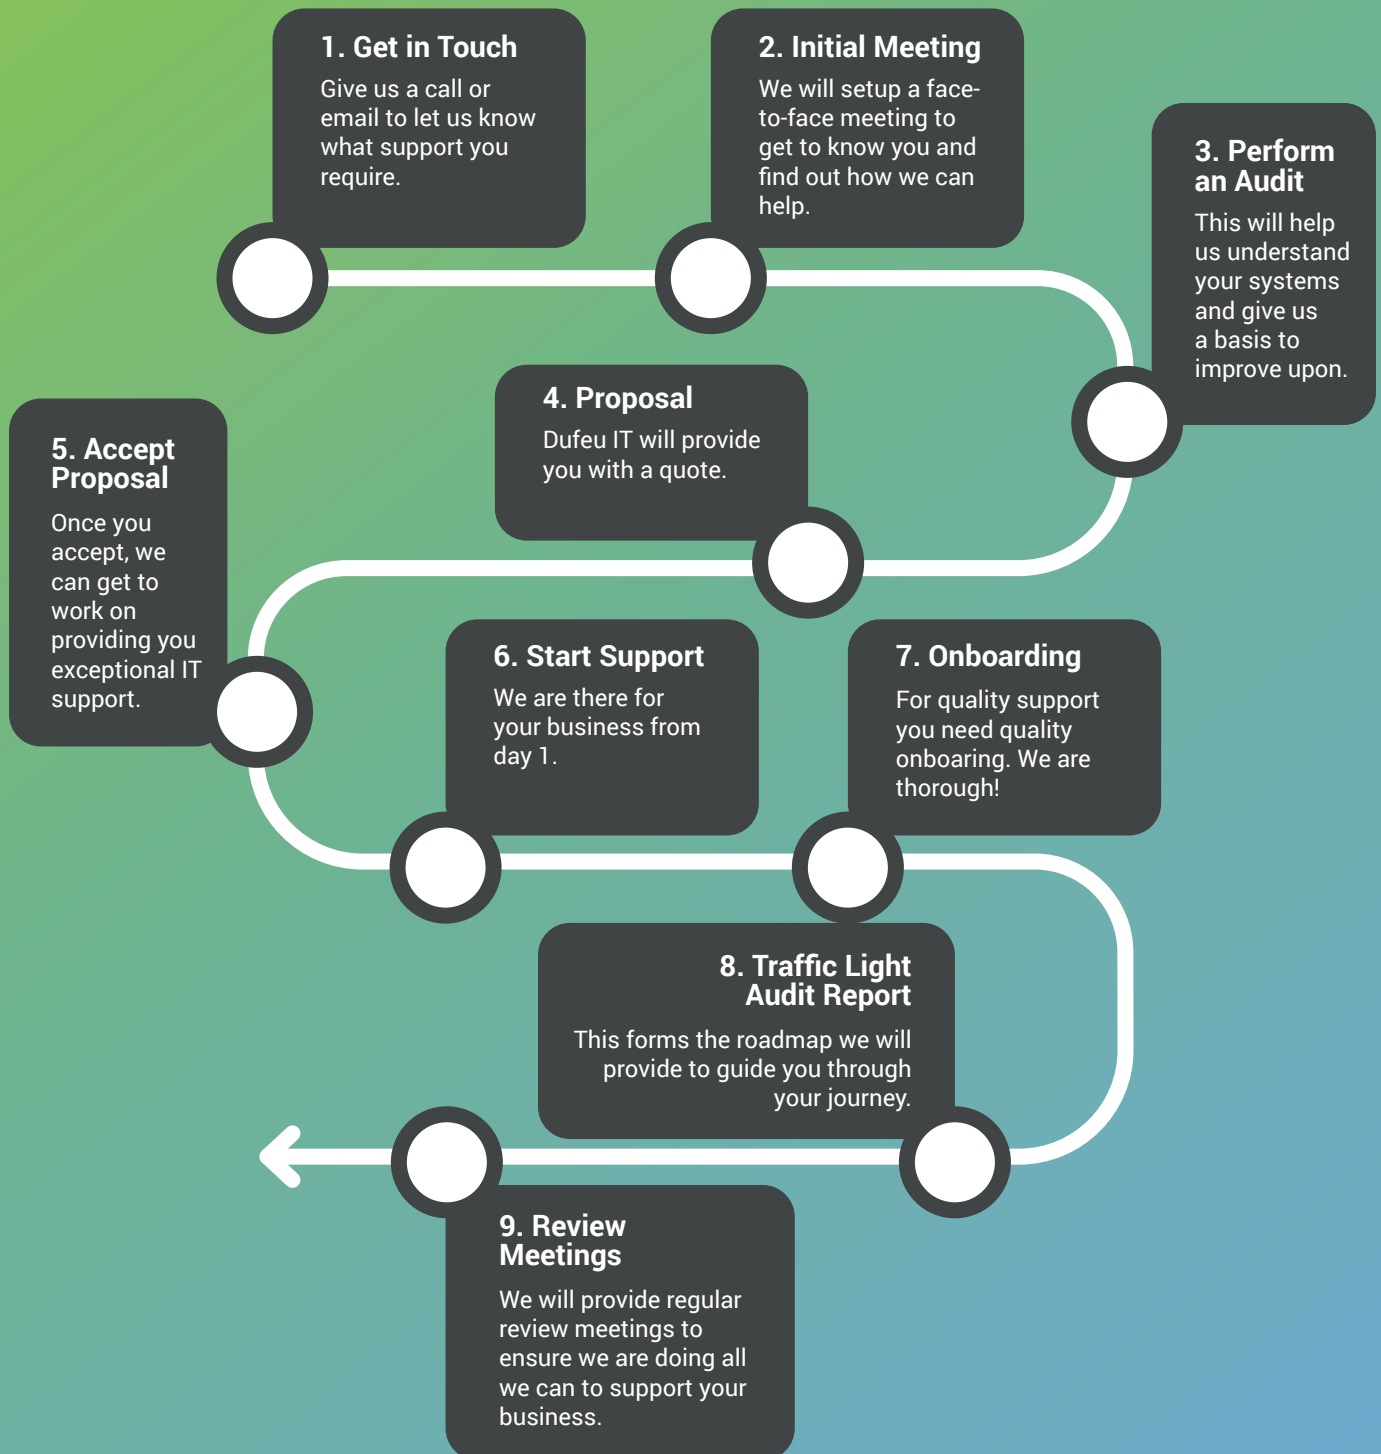 1. Get in Touch
Give us a call or
email to let us know
what support you
require.
2. Initial Meeting
We will setup a face-
to-face meeting to
get to know you and
find out how we can
help.
3. Perform
an Audit
This will help
us understand
your systems
and give us
a basis to
improve upon.
4. Proposal
Dufeu IT will provide
you with a quote.
5. Accept
Proposal
Once you
accept, we
can get to
work on
providing you
exceptional IT
support.
6. Start Support
We are there for
your business from
day 1.
7. Onboarding
For quality support
you need quality
onboaring. We are
thorough!
8. Traffic Light
Audit Report
This forms the roadmap we will
provide to guide you through
your journey.
9. Review
Meetings
We will provide regular
review meetings to
ensure we are doing all
we can to support your
business.